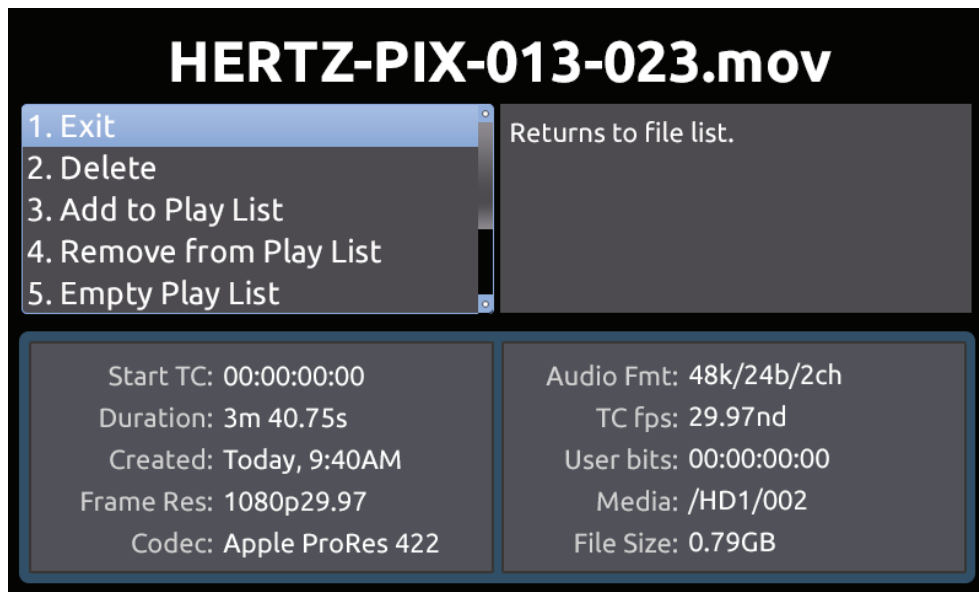 HERTZ-PIX-013-023.mov
1. Exit
2. Delete
3. Add to Play List
4. Remove from Play List
5. Empty Play List
Returns to file list.
Start TC: 00:00:00:00
Duration: 3m 40.75s
Created: Today, 9:40AM
Frame Res: 1080p29.97
Codec: Apple ProRes 422
Audio Fmt: 48k/24b/2ch
TC fps: 29.97nd
User bits: 00:00:00:00
Media: /HD1/002
File Size: 0.79GB